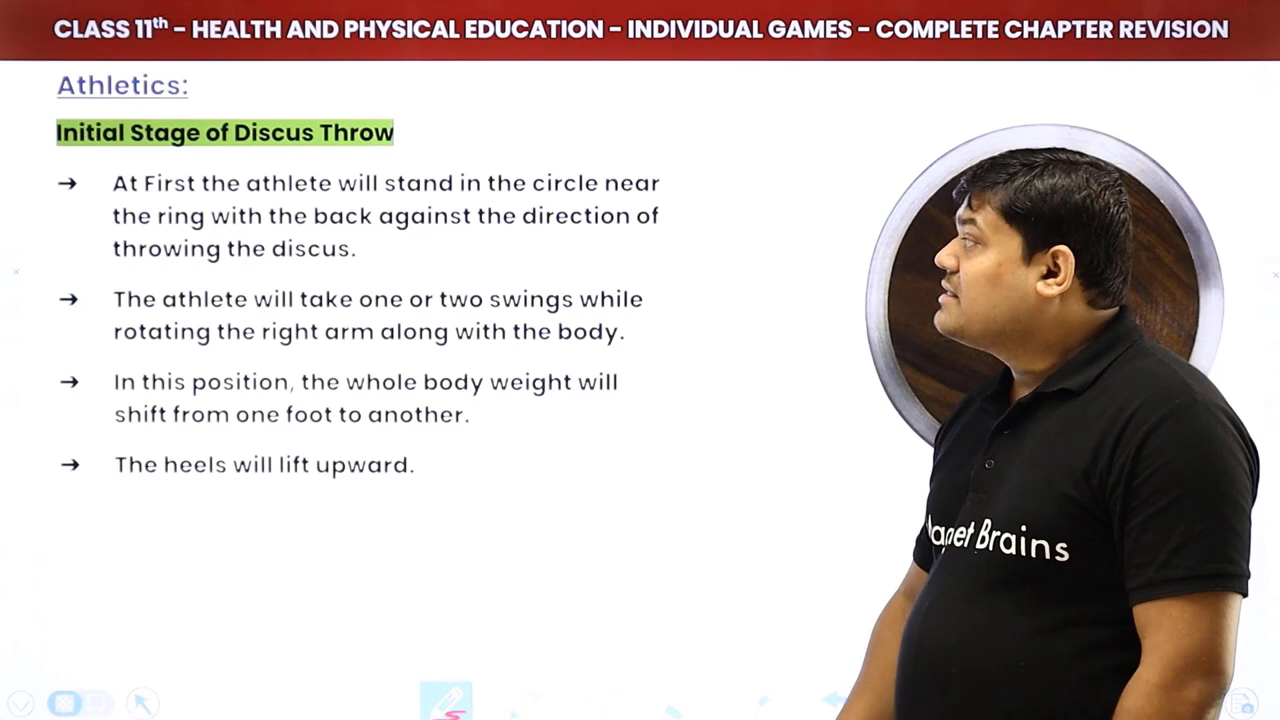 CLASS 11th – HEALTH AND PHYSICAL EDUCATION – INDIVIDUAL GAMES – COMPLETE CHAPTER REVISION
Athletics:
Initial Stage of Discus Throw
→ At First the athlete will stand in the circle near
the ring with the back against the direction of
throwing the discus.
→ The athlete will take one or two swings while
rotating the right arm along with the body.
→ In this position, the whole body weight will
shift from one foot to another.
→ The heels will lift upward.
Brains